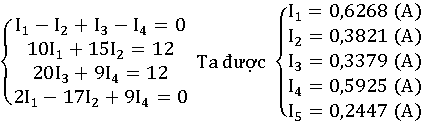 I₁ − I₂ + I₃ − I₄ = 0
10I₁ + 15I₂ = 12
20I₃ + 9I₄ = 12
2I₁ − 17I₂ + 9I₄ = 0
Ta được
I₁ = 0,6268 (A)
I₂ = 0,3821 (A)
I₃ = 0,3379 (A)
I₄ = 0,5925 (A)
I₅ = 0,2447 (A)